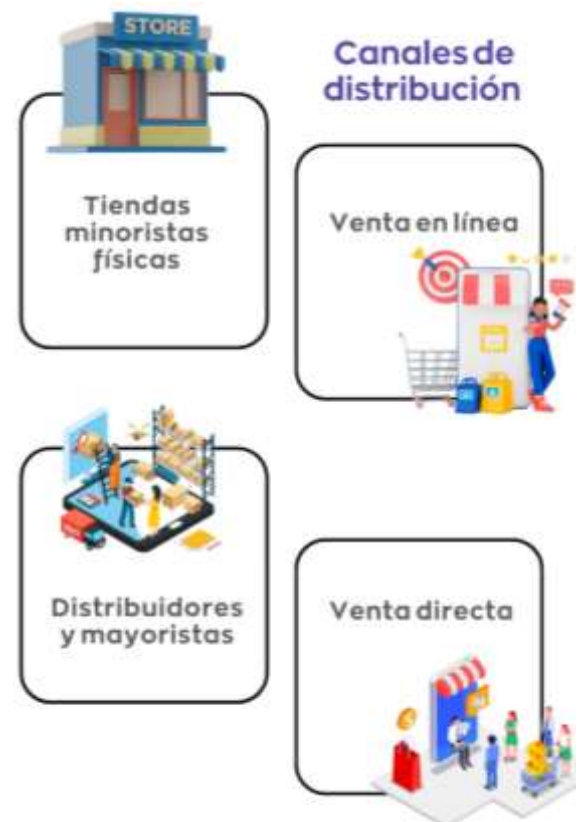 STORE
Canales de
distribución
Tiendas
minoristas
físicas
Venta en línea
Distribuidores
y mayoristas
Venta directa